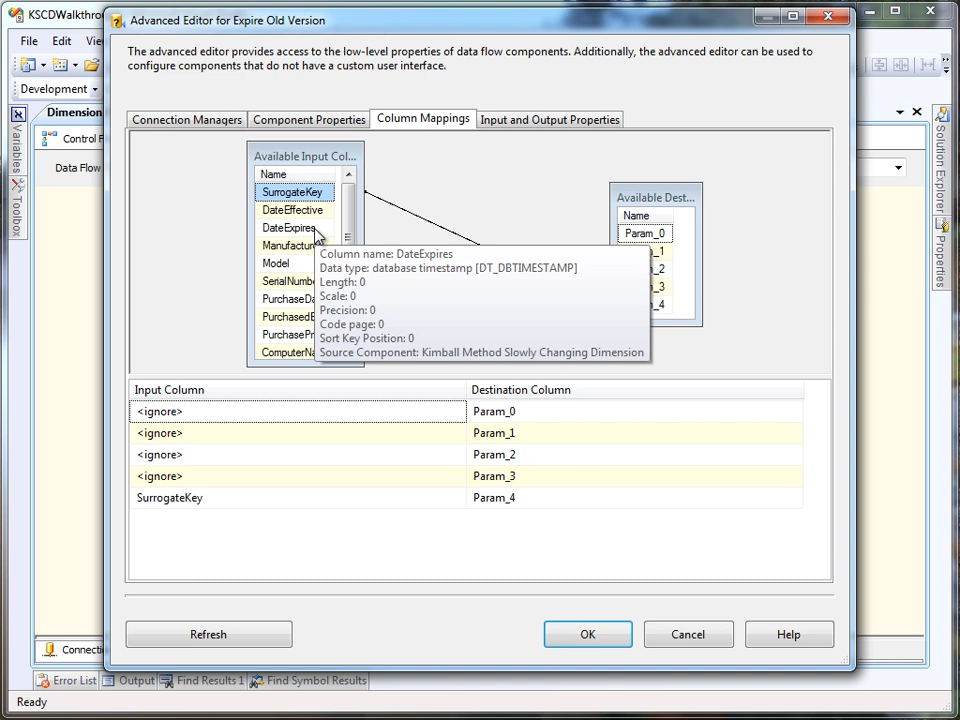 KSCDWalkthro
Advanced Editor for Expire Old Version
File Edit Vie
The advanced editor provides access to the low-level properties of data flow components. Additionally, the advanced editor can be used to
configure components that do not have a custom user interface.
Development
Dimension
Connection Managers Component Properties Column Mappings Input and Output Properties
Control F
Data Flow
Variables
Toolbox
Solution Explorer
Properties
Available Input Col...
Name
SurrogateKey
DateEffective
DateExpires
Manufacture
Model
SerialNumbe
PurchaseDa
PurchasedB
PurchasePri
ComputerNa
Available Dest...
Name
Param_0
_1
_2
_3
_4
Column name: DateExpires
Data type: database timestamp [DT_DBTIMESTAMP]
Length: 0
Scale: 0
Precision: 0
Code page: 0
Sort Key Position: 0
Source Component: Kimball Method Slowly Changing Dimension
Input Column Destination Column
<ignore> Param_0
<ignore> Param_1
<ignore> Param_2
<ignore> Param_3
SurrogateKey Param_4
Refresh OK Cancel Help
Connectio
Error List Output Find Results 1 Find Symbol Results
Ready